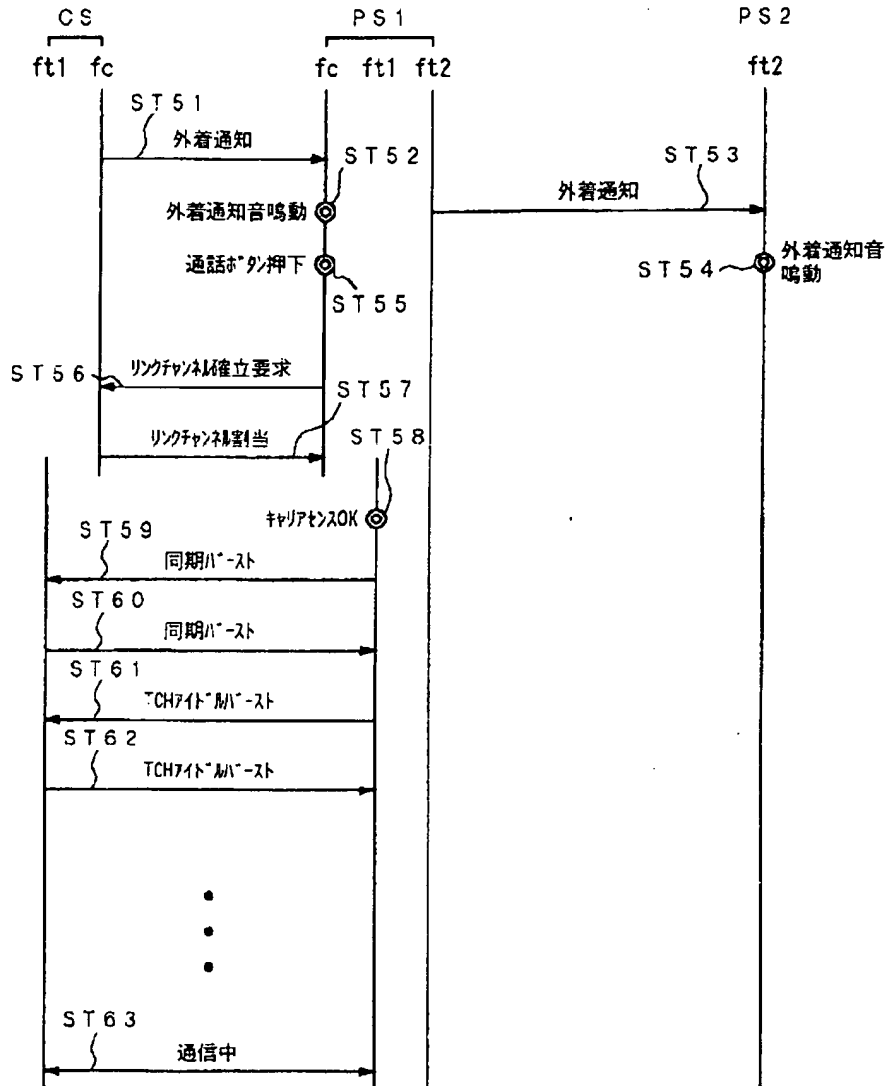 CS PS1 PS2
ft1 fc fc ft1 ft2 ft2
ST51
外着通知
ST52
ST53
外着通知
外着通知音鳴動
外着通知音
鳴動
ST54
通話ボタン押下
ST55
リンクチャンネル確立要求
ST56
ST57
リンクチャンネル割当
ST58
キャリアセンスOK
ST59
同期バースト
ST60
同期バースト
ST61
TCHアイドルバースト
ST62
TCHアイドルバースト
ST63
通信中